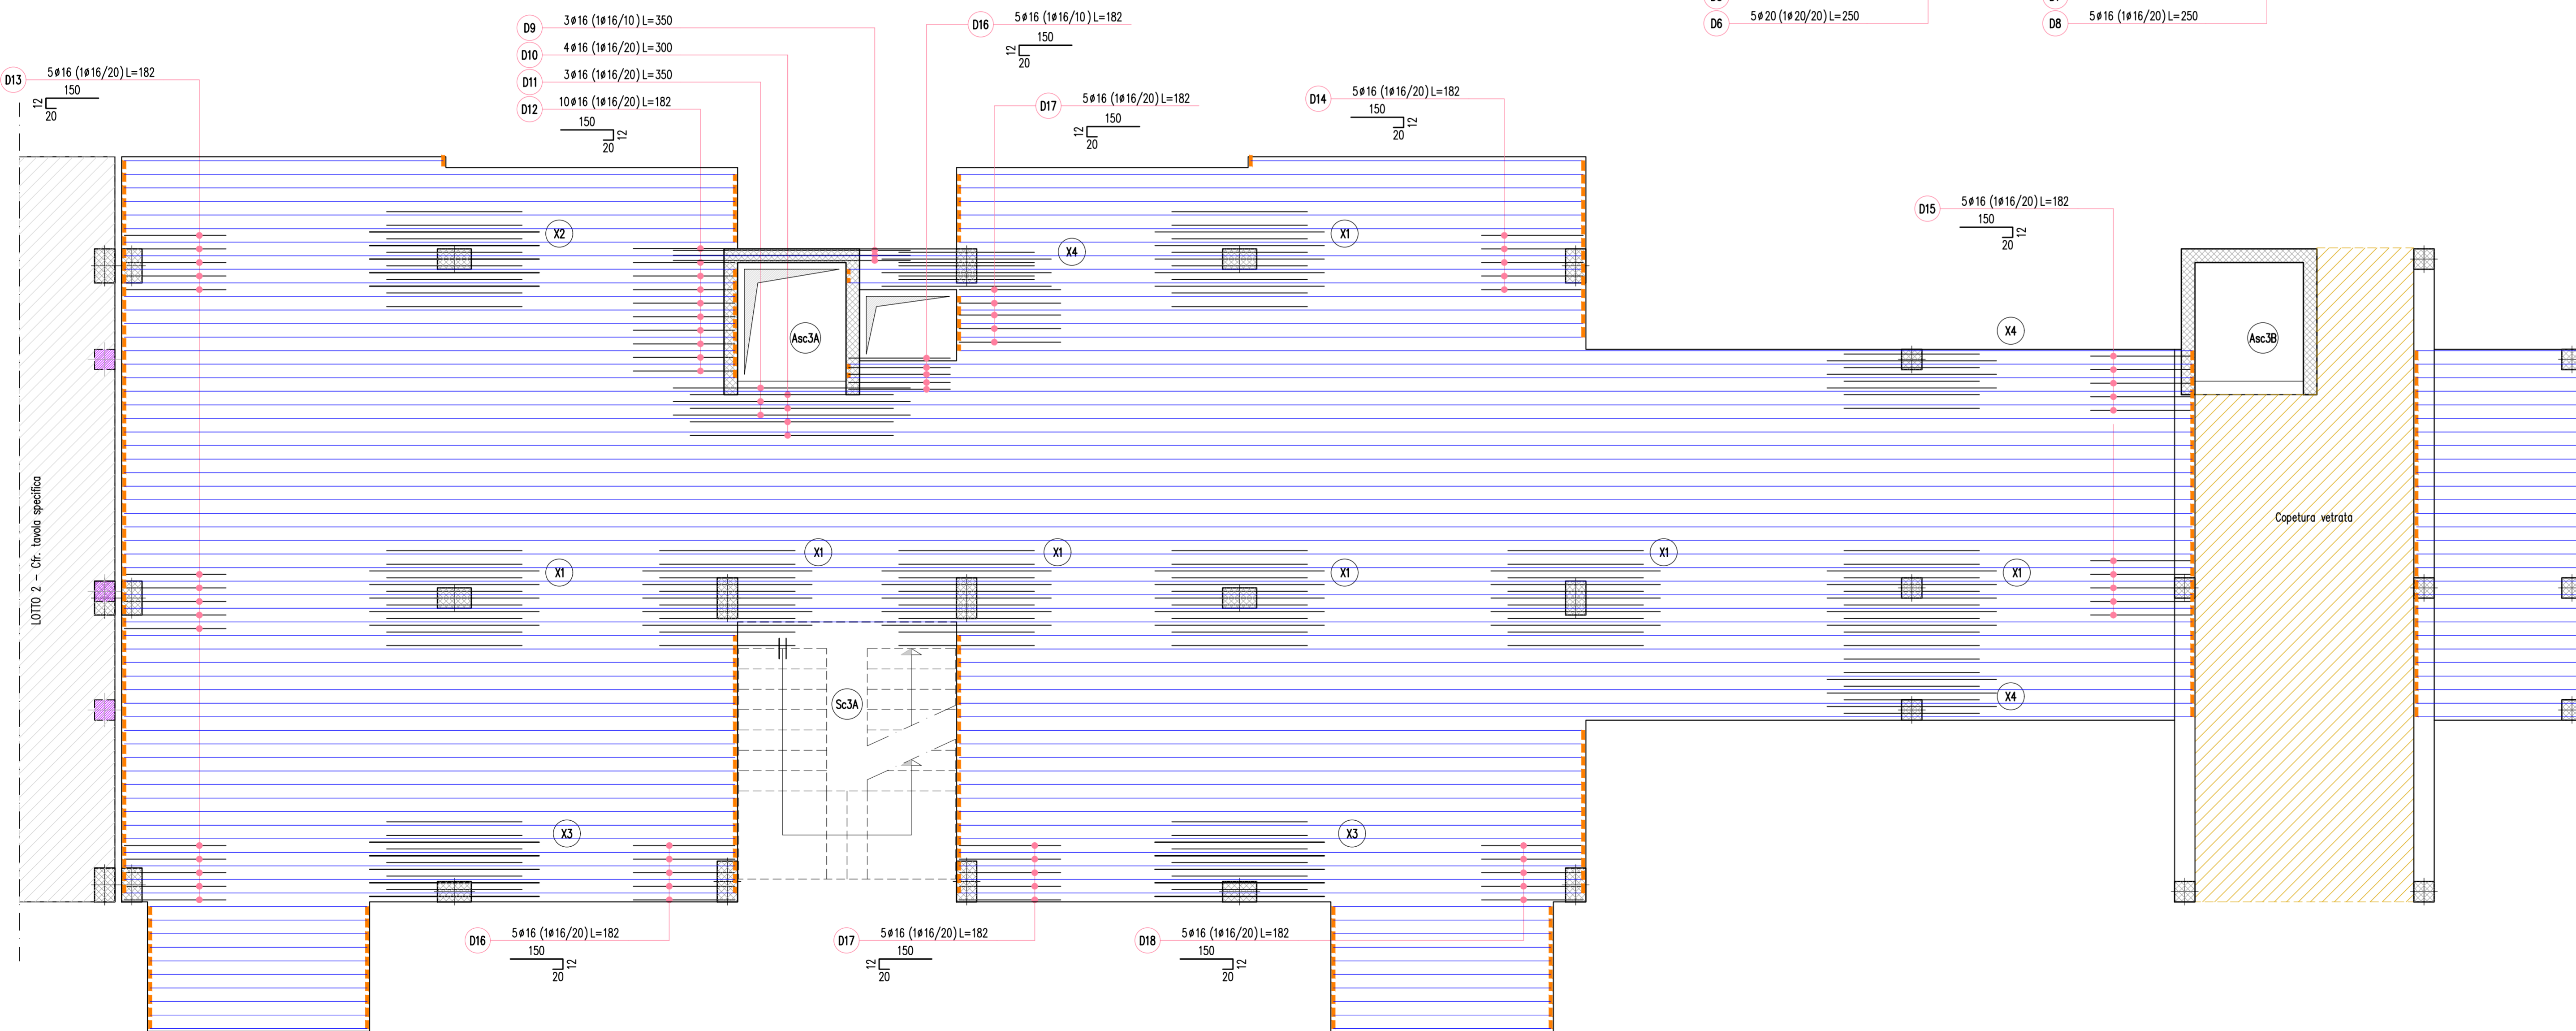 D6 5ø20 (1ø20/20) L=250
D8 5ø16 (1ø16/20) L=250
D9 3ø16 (1ø16/10) L=350
D10 4ø16 (1ø16/20) L=300
D11 3ø16 (1ø16/20) L=350
D12 10ø16 (1ø16/20) L=182
150
12
20
D16 5ø16 (1ø16/10) L=182
150
12
20
D13 5ø16 (1ø16/20) L=182
150
12
20
D17 5ø16 (1ø16/20) L=182
150
12
20
D14 5ø16 (1ø16/20) L=182
150
12
20
D15 5ø16 (1ø16/20) L=182
150
12
20
X2
X4
X1
X4
Asc3A
Asc3B
LOTTO 2 - Cfr. tavola specifica
Copetura vetrata
X1
X1
X1
X1
X1
X1
Sc3A
X4
X3
X3
D16 5ø16 (1ø16/20) L=182
150
12
20
D17 5ø16 (1ø16/20) L=182
150
12
20
D18 5ø16 (1ø16/20) L=182
150
12
20